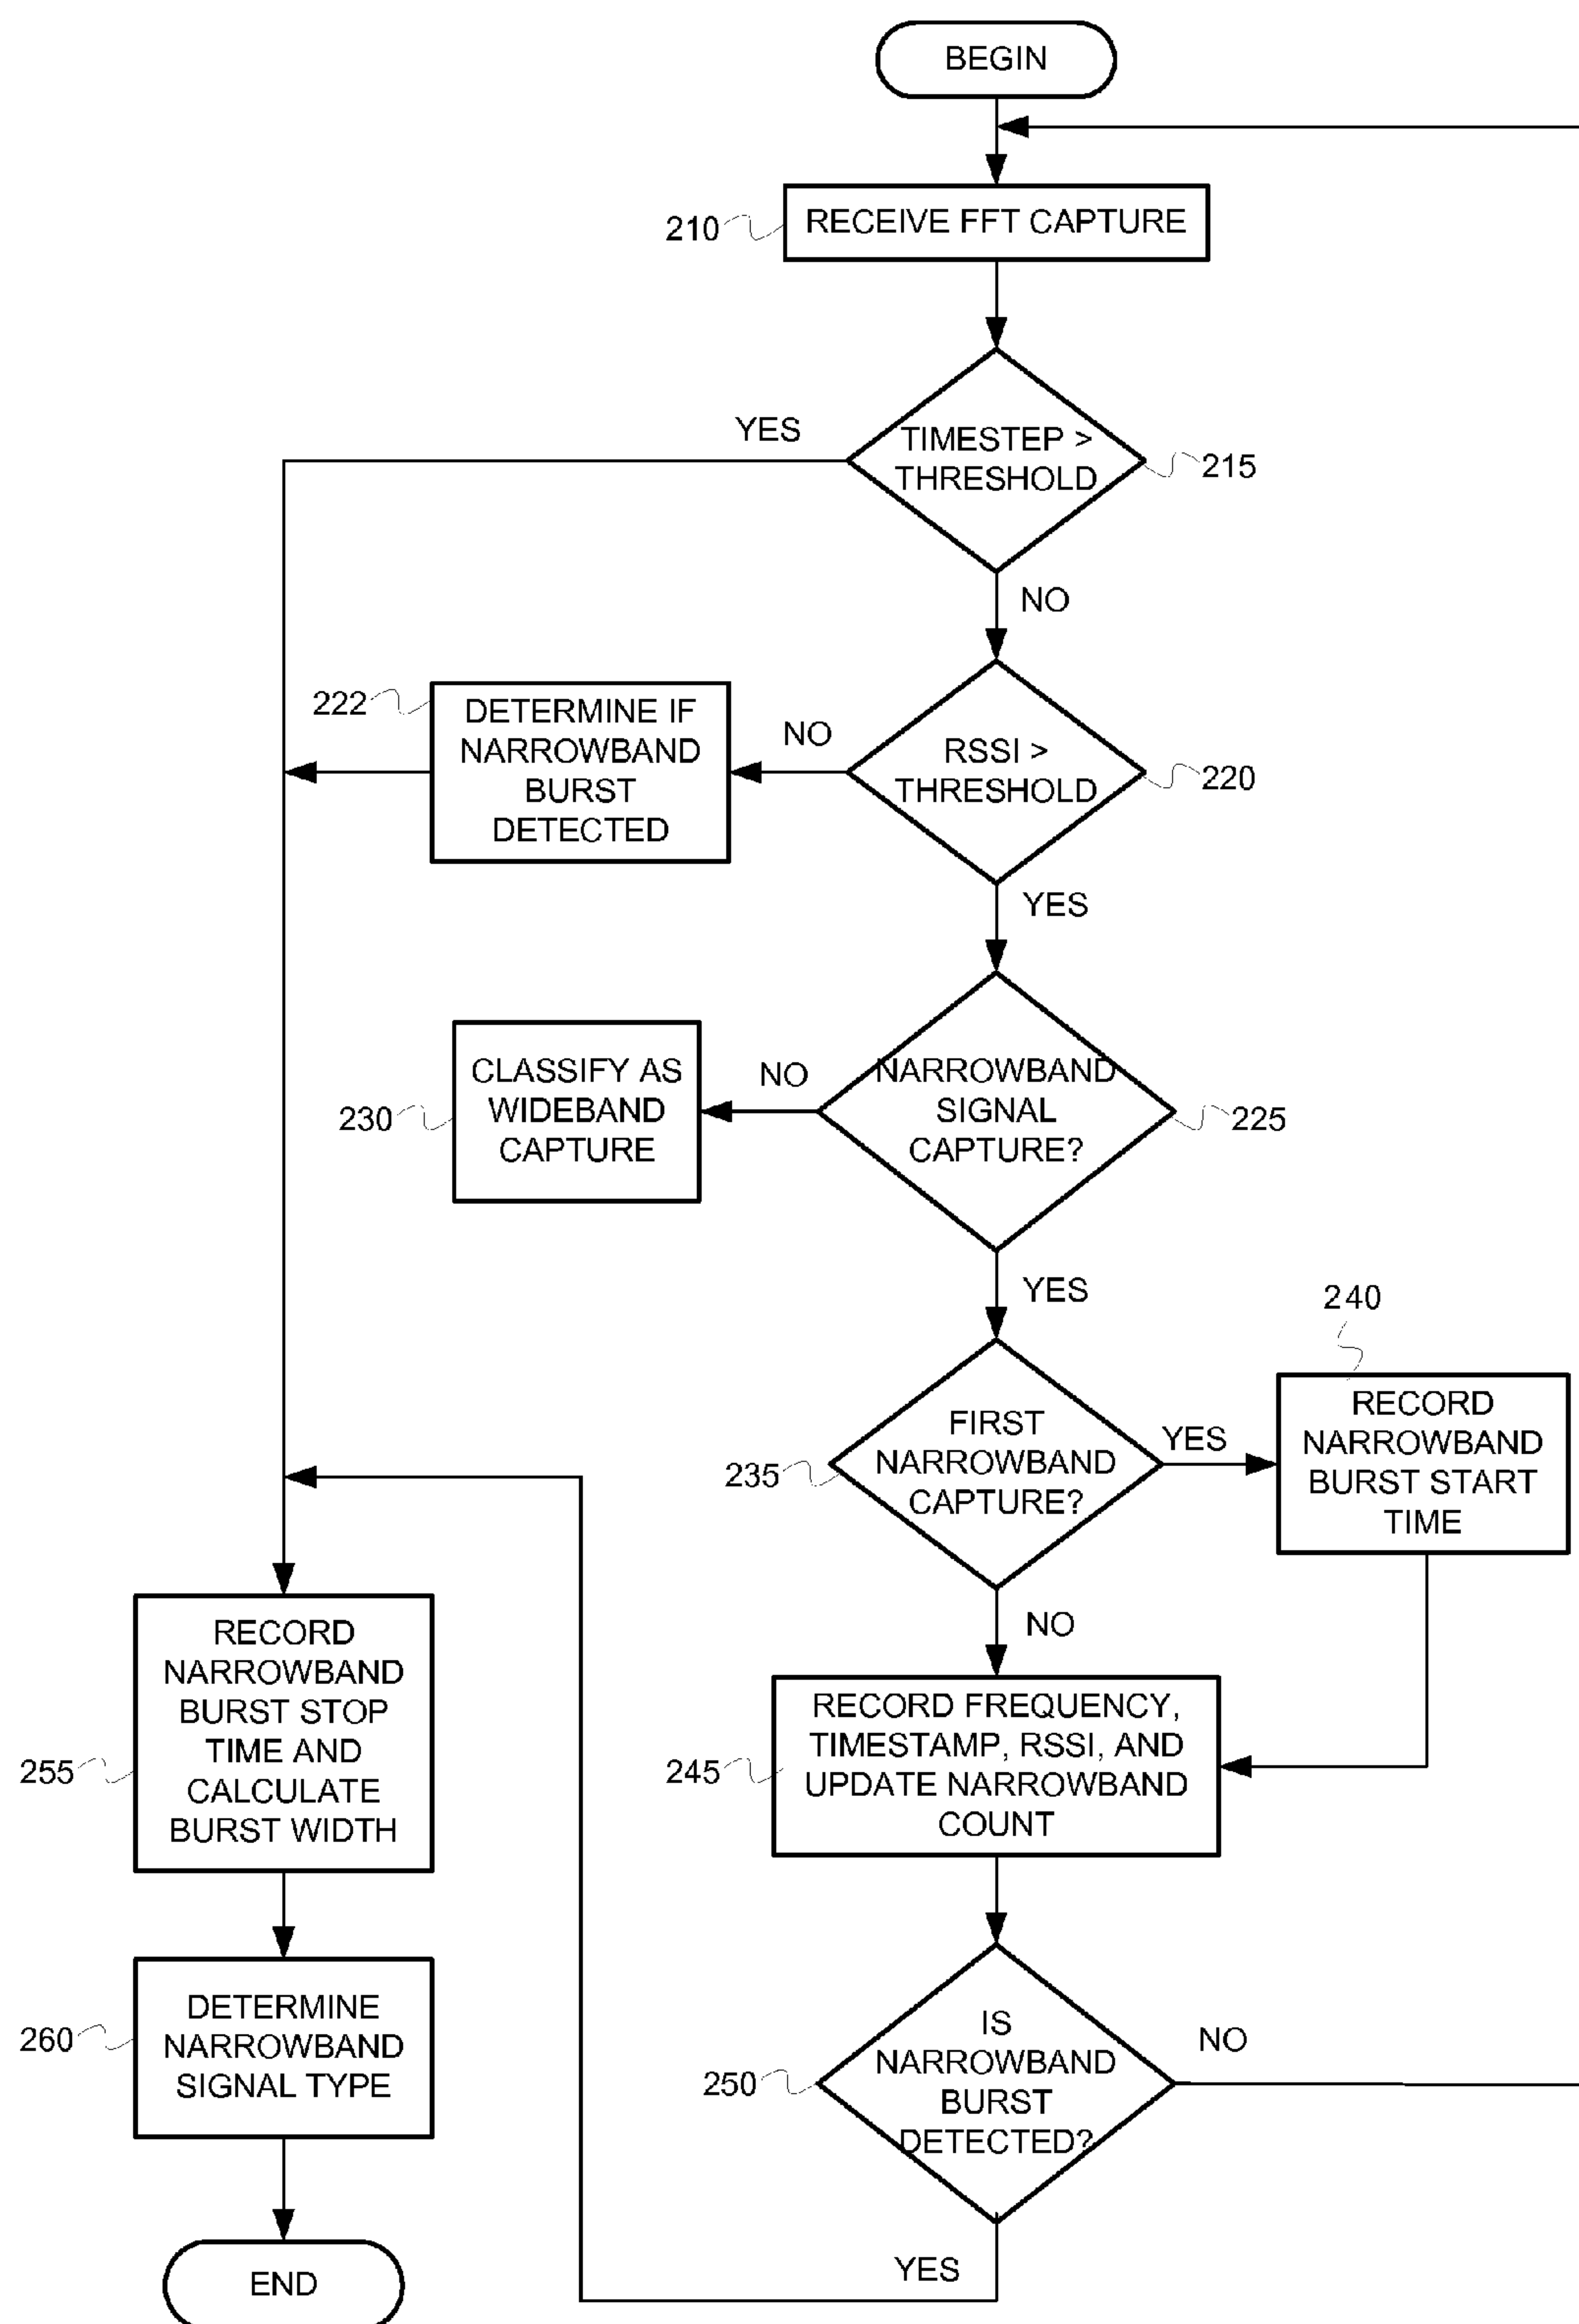 BEGIN
210
RECEIVE FFT CAPTURE
YES
TIMESTEP >
THRESHOLD
215
NO
222
DETERMINE IF
NARROWBAND
BURST
DETECTED
NO
RSSI >
THRESHOLD
220
YES
230
CLASSIFY AS
WIDEBAND
CAPTURE
NO
NARROWBAND
SIGNAL
CAPTURE?
225
YES
235
FIRST
NARROWBAND
CAPTURE?
YES
240
RECORD
NARROWBAND
BURST START
TIME
NO
245
RECORD FREQUENCY,
TIMESTAMP, RSSI, AND
UPDATE NARROWBAND
COUNT
250
IS
NARROWBAND
BURST
DETECTED?
NO
YES
255
RECORD
NARROWBAND
BURST STOP
TIME AND
CALCULATE
BURST WIDTH
260
DETERMINE
NARROWBAND
SIGNAL TYPE
END